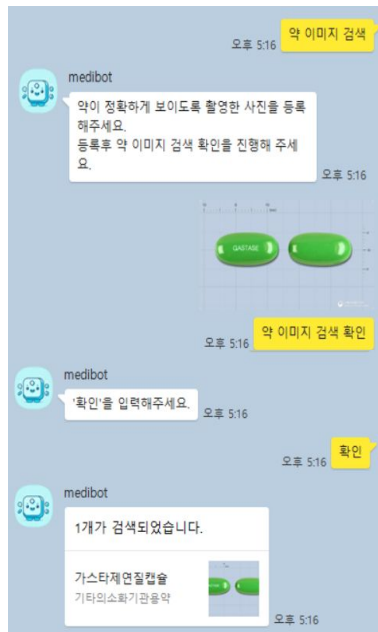 약 이미지 검색
오후 5:16
medibot
약이 정확하게 보이도록 촬영한 사진을 등록
해주세요.
등록후 약 이미지 검색 확인을 진행해 주세
요.
오후 5:16
QASTASE
약 이미지 검색 확인
오후 5:16
medibot
'확인'을 입력해주세요.
오후 5:16
확인
오후 5:16
medibot
1개가 검색되었습니다.
가스타제연질캡슐
기타의소화기관용약
오후 5:16